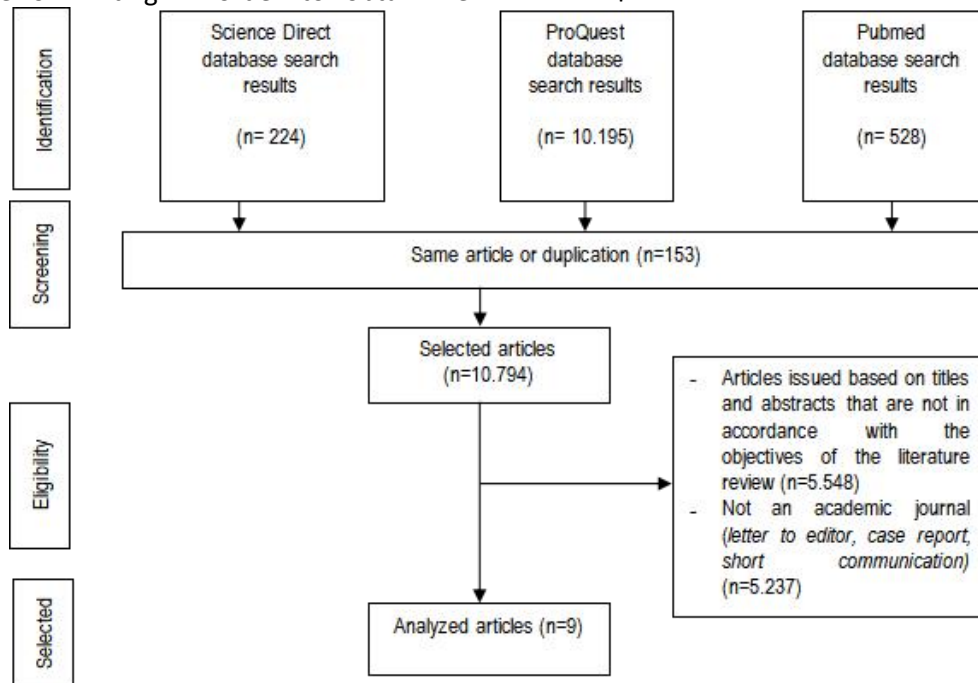 Identification
Science Direct
database search
results
(n= 224)
ProQuest
database
search results
(n= 10.195)
Pubmed
database search
results
(n= 528)
Screening
Same article or duplication (n=153)
Selected articles
(n=10.794)
Eligibility
- Articles issued based on titles
and abstracts that are not in
accordance with the
objectives of the literature
review (n=5.548)
- Not an academic journal
(letter to editor, case report,
short communication)
(n=5.237)
Selected
Analyzed articles (n=9)